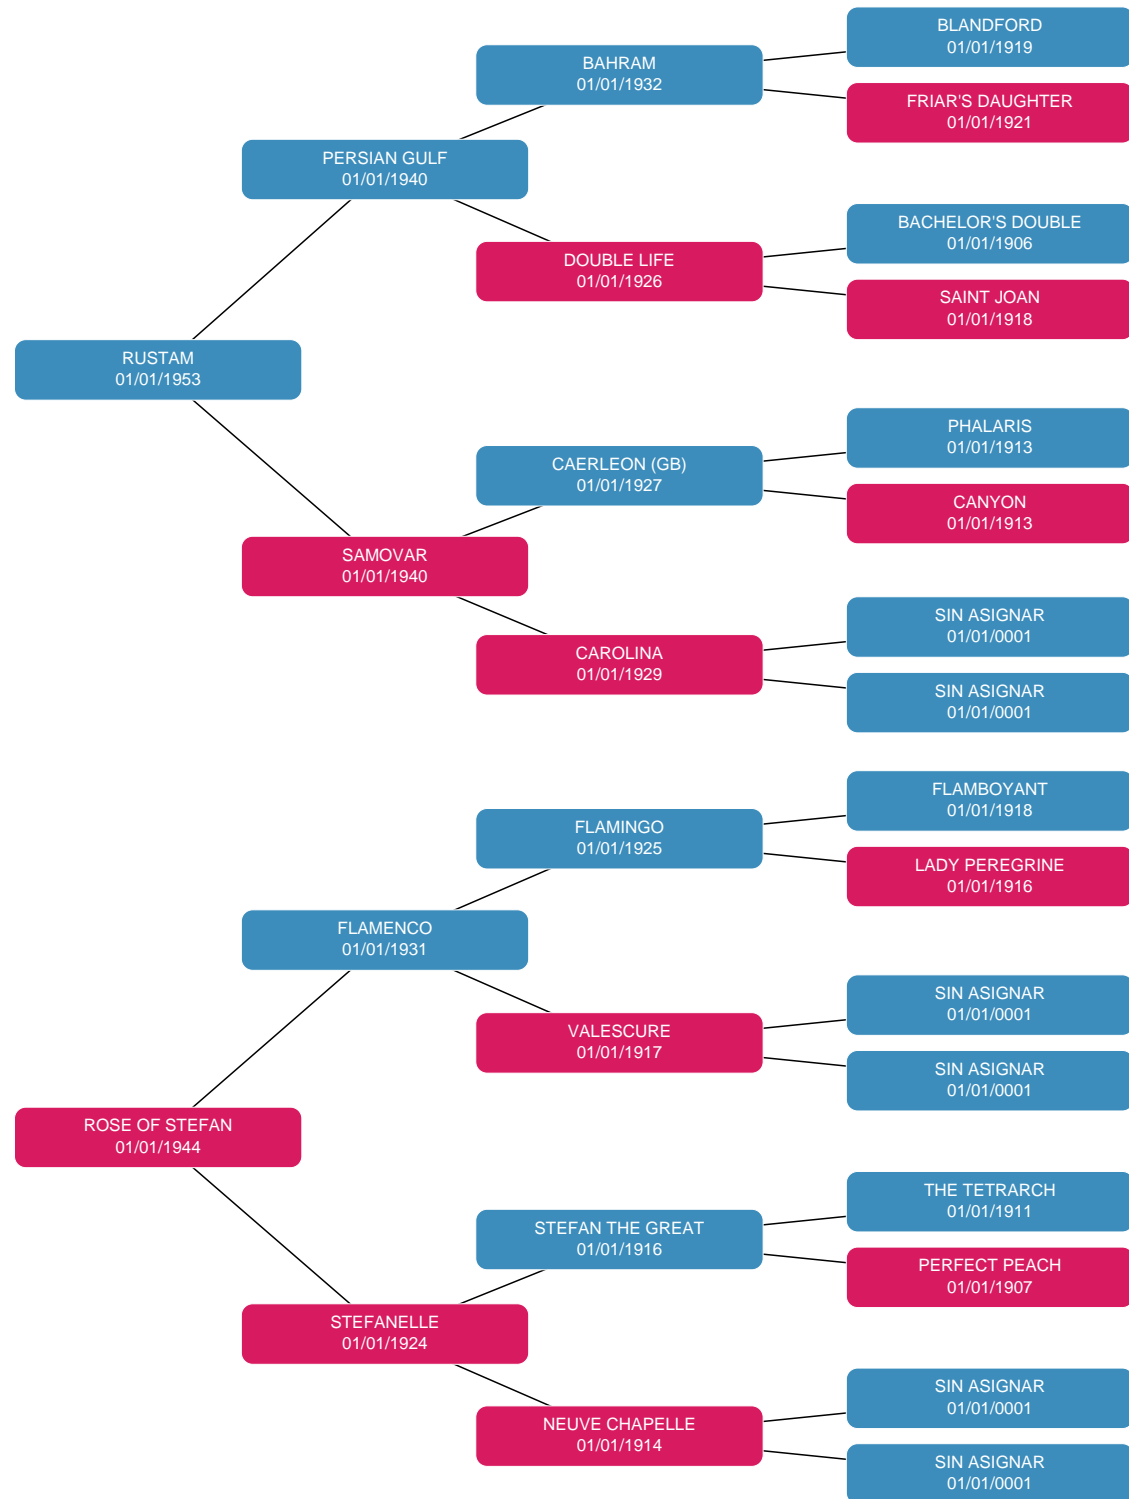 BLANDFORD
01/01/1919
BAHRAM
01/01/1932
FRIAR'S DAUGHTER
01/01/1921
PERSIAN GULF
01/01/1940
BACHELOR'S DOUBLE
01/01/1906
DOUBLE LIFE
01/01/1926
SAINT JOAN
01/01/1918
RUSTAM
01/01/1953
PHALARIS
01/01/1913
CAERLEON (GB)
01/01/1927
CANYON
01/01/1913
SAMOVAR
01/01/1940
SIN ASIGNAR
01/01/0001
CAROLINA
01/01/1929
SIN ASIGNAR
01/01/0001
FLAMBOYANT
01/01/1918
FLAMINGO
01/01/1925
LADY PEREGRINE
01/01/1916
FLAMENCO
01/01/1931
SIN ASIGNAR
01/01/0001
VALESCURE
01/01/1917
SIN ASIGNAR
01/01/0001
ROSE OF STEFAN
01/01/1944
THE TETRARCH
01/01/1911
STEFAN THE GREAT
01/01/1916
PERFECT PEACH
01/01/1907
STEFANELLE
01/01/1924
SIN ASIGNAR
01/01/0001
NEUVE CHAPELLE
01/01/1914
SIN ASIGNAR
01/01/0001